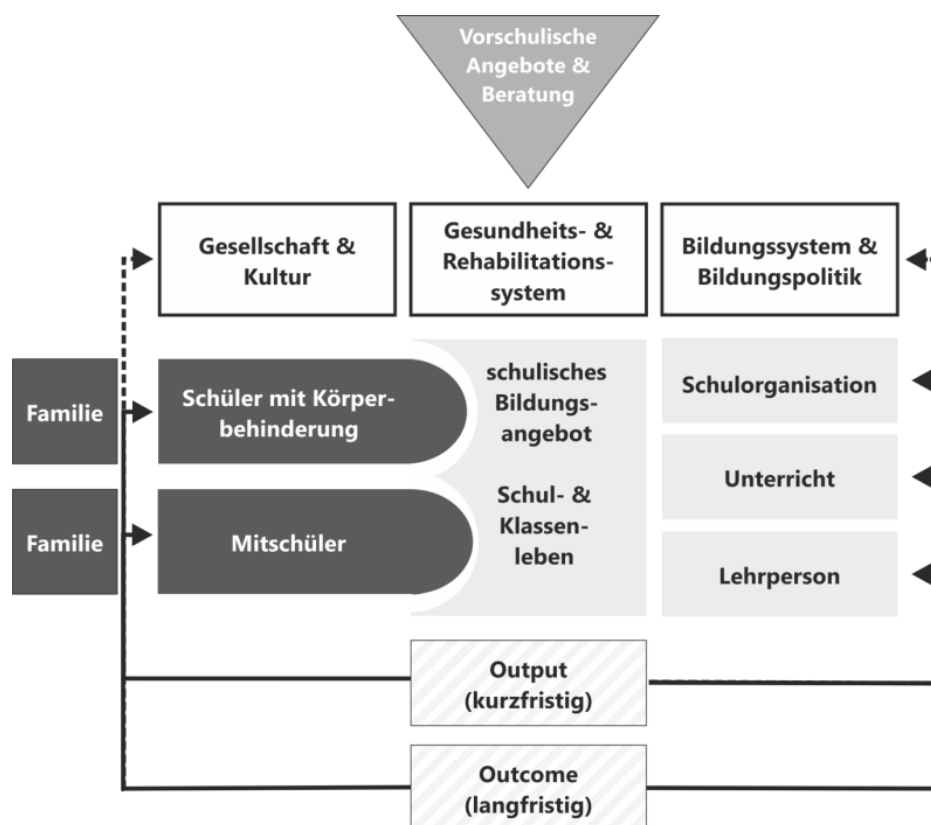 Vorschulische
Angebote &
Beratung
Gesellschaft &
Kultur
Gesundheits- &
Rehabilitations-
system
Bildungssystem &
Bildungspolitik
Familie
Schüler mit Körper-
behinderung
schulisches
Bildungs-
angebot
Schulorganisation
Familie
Mitschüler
Schul- &
Klassen-
leben
Unterricht
Lehrperson
Output
(kurzfristig)
Outcome
(langfristig)